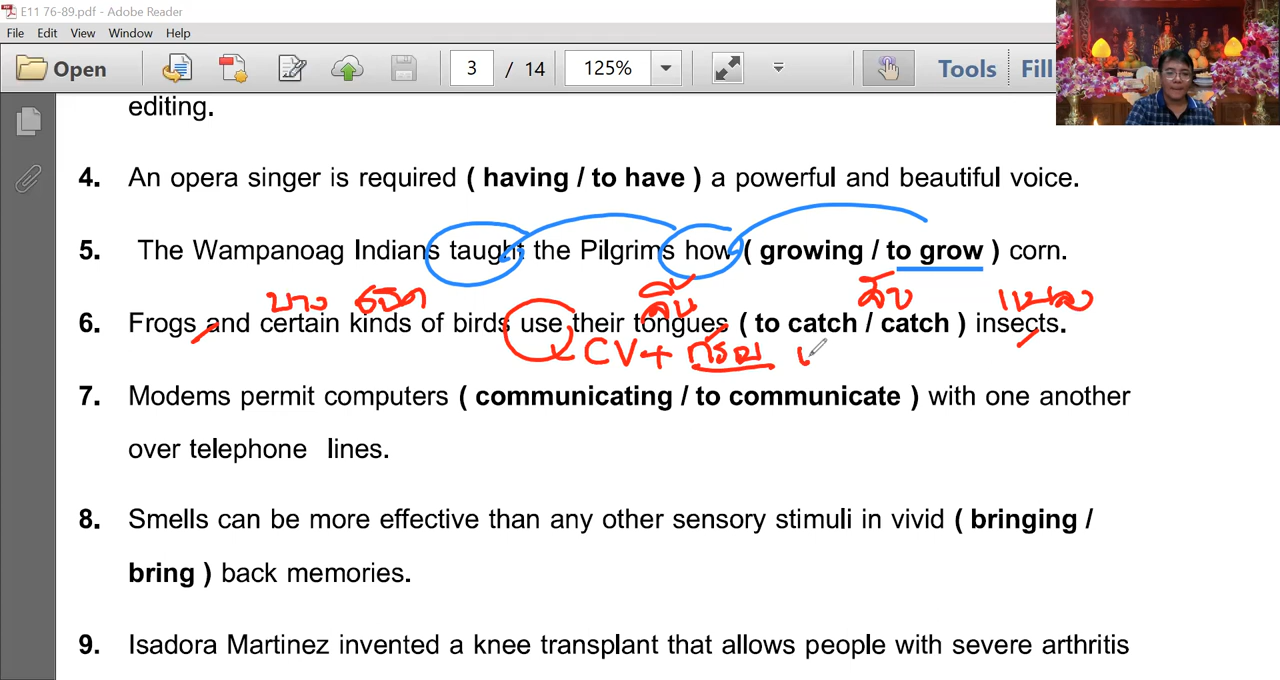 E11 76-89.pdf - Adobe Reader
File Edit View Window Help
Open 3 / 14 125% Tools Fill
editing.
4. An opera singer is required ( having / to have ) a powerful and beautiful voice.
5. The Wampanoag Indians taught the Pilgrims how ( growing / to grow ) corn.
บาง ชนิด ลิ้น จับ แมลง
6. Frogs and certain kinds of birds use their tongues ( to catch / catch ) insects.
CV + กรรม
7. Modems permit computers ( communicating / to communicate ) with one another
over telephone lines.
8. Smells can be more effective than any other sensory stimuli in vivid ( bringing /
bring ) back memories.
9. Isadora Martinez invented a knee transplant that allows people with severe arthritis